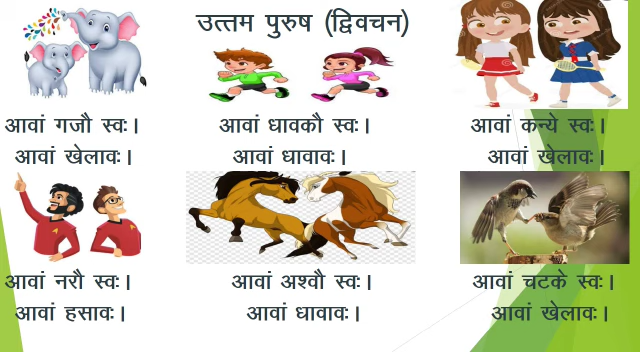 उत्तम पुरुष (द्विवचन)
आवां गजौ स्वः।
आवां खेलावः।
आवां धावकौ स्वः।
आवां धावावः।
आवां कन्ये स्वः।
आवां खेलावः।
आवां नरौ स्वः।
आवां हसावः।
आवां अश्वौ स्वः।
आवां धावावः।
आवां चटके स्वः।
आवां खेलावः।